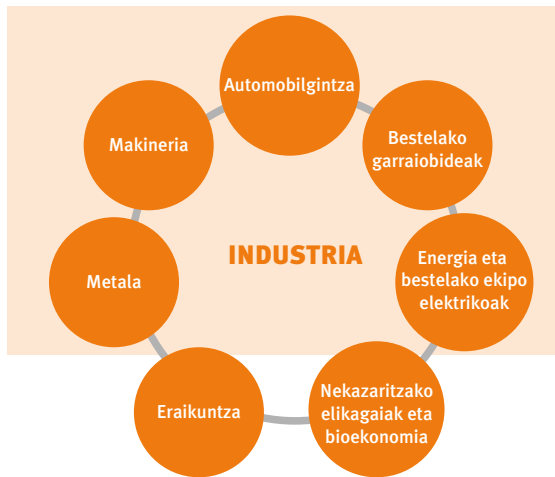 Automobilgintza
Bestelako
garraiobideak
Energia eta
bestelako ekipo
elektrikoak
Nekazaritzako
elikagaiak eta
bioekonomia
Eraikuntza
Metala
Makineria
INDUSTRIA